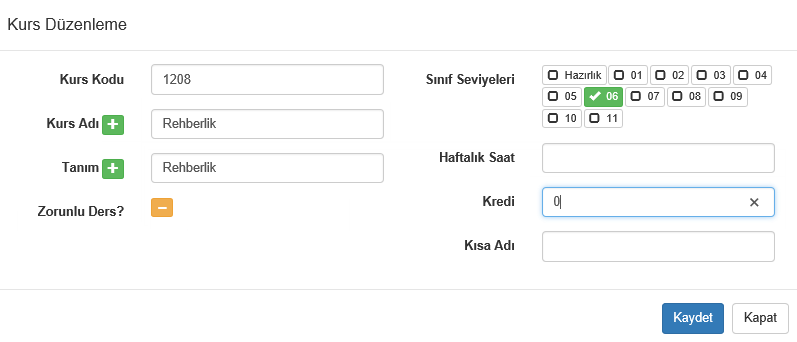 Kurs Düzenleme
Kurs Kodu 1208
Kurs Adı Rehberlik
Tanım Rehberlik
Zorunlu Ders?
Sınıf Seviyeleri Hazırlık 01 02 03 04
05 06 07 08 09
10 11
Haftalık Saat
Kredi 0
Kısa Adı
Kaydet Kapat